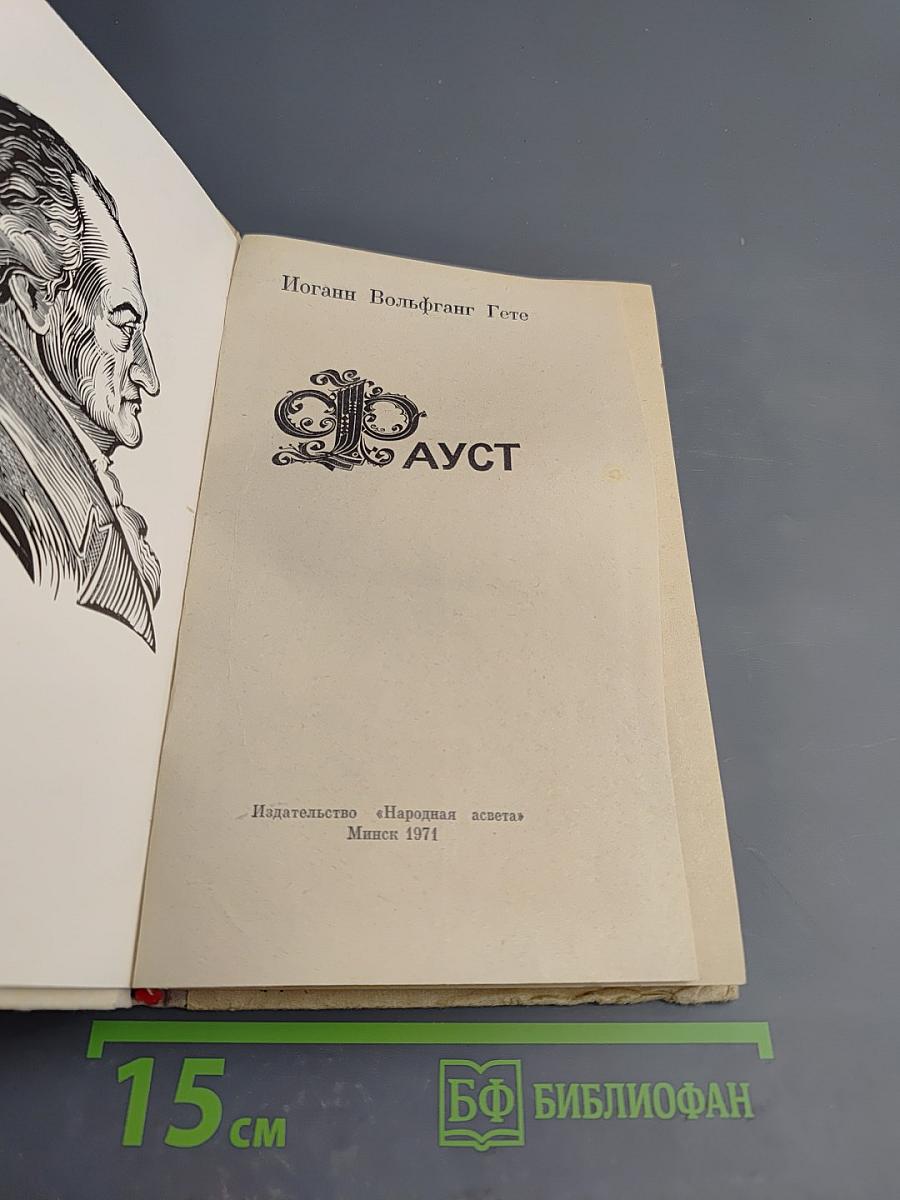 Иоганн Вольфганг Гете
ФАУСТ
Издательство «Народная асвета»
Минск 1971
15 см
БФ БИБЛИОФАН